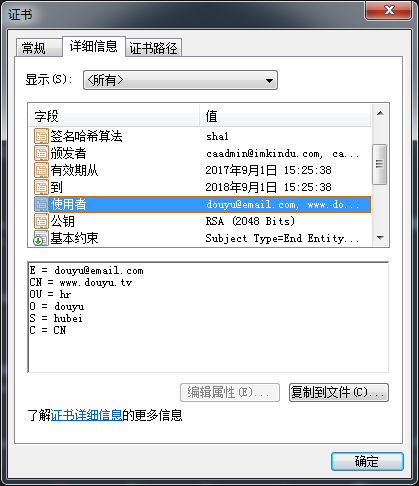 证书
常规 详细信息 证书路径
显示(S): <所有>
字段 值
签名哈希算法 sha1
颁发者 caadmin@imkindu.com, ca...
有效期从 2017年9月1日 15:25:38
到 2018年9月1日 15:25:38
使用者 douyu@email.com, www.do...
公钥 RSA (2048 Bits)
基本约束 Subject Type=End Entity...
E = douyu@email.com
CN = www.douyu.tv
OU = hr
O = douyu
S = hubei
C = CN
编辑属性(E)... 复制到文件(C)...
了解证书详细信息的更多信息
确定